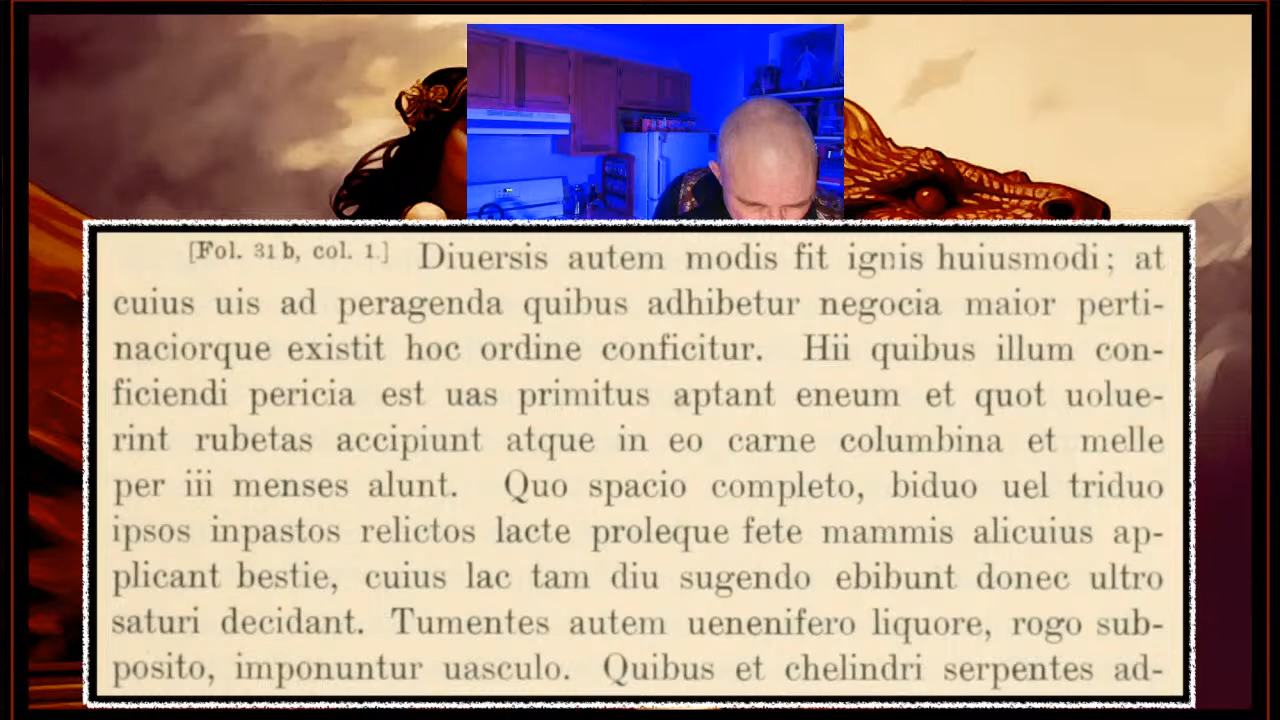 [Fol. 31 b, col. 1.] Diuersis autem modis fit ignis huiusmodi; at
cuius uis ad peragenda quibus adhibetur negocia maior perti-
naciorque existit hoc ordine conficitur. Hii quibus illum con-
ficiendi pericia est uas primitus aptant eneum et quot uolue-
rint rubetas accipiunt atque in eo carne columbina et melle
per iii menses alunt. Quo spacio completo, biduo uel triduo
ipsos inpastos relictos lacte proleque fete mammis alicuius ap-
plicant bestie, cuius lac tam diu sugendo ebibunt donec ultro
saturi decidant. Tumentes autem uenenifero liquore, rogo sub-
posito, imponuntur uasculo. Quibus et chelindri serpentes ad-